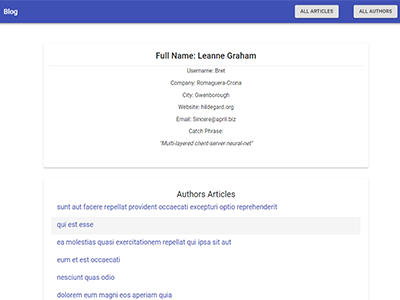 Blog
ALL ARTICLES
ALL AUTHORS
Full Name: Leanne Graham
Username: Bret
Company: Romaguera-Crona
City: Gwenborough
Website: hildegard.org
Email: Sincere@april.biz
Catch Phrase:
"Multi-layered client-server neural-net"
Authors Articles
sunt aut facere repellat provident occaecati excepturi optio reprehenderit
qui est esse
ea molestias quasi exercitationem repellat qui ipsa sit aut
eum et est occaecati
nesciunt quas odio
dolorem eum magni eos aperiam quia